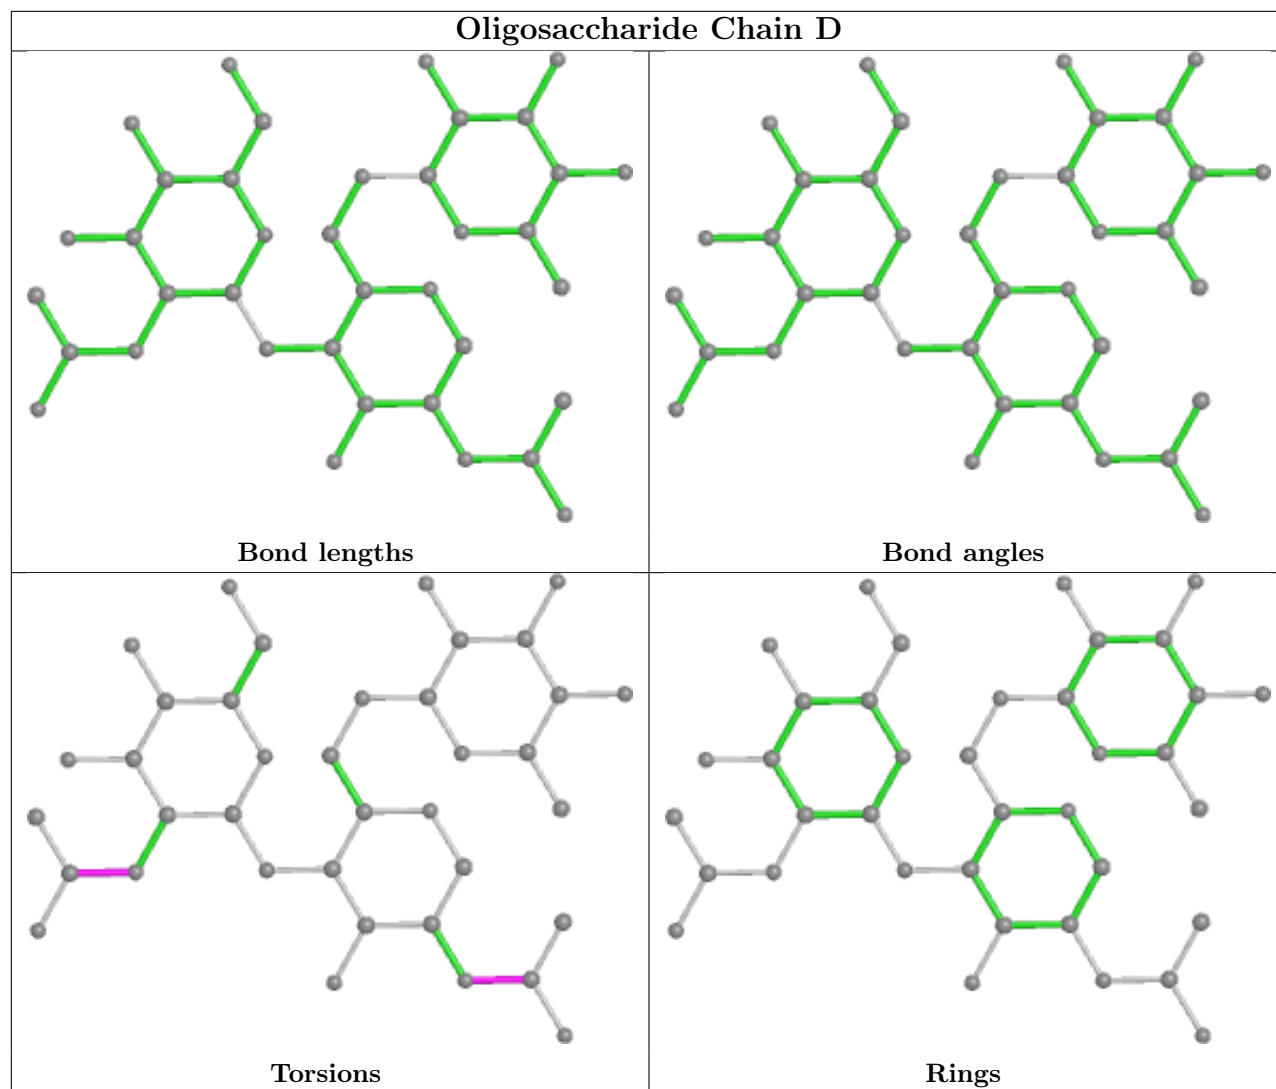 Oligosaccharide Chain D
Bond lengths
Bond angles
Torsions
Rings